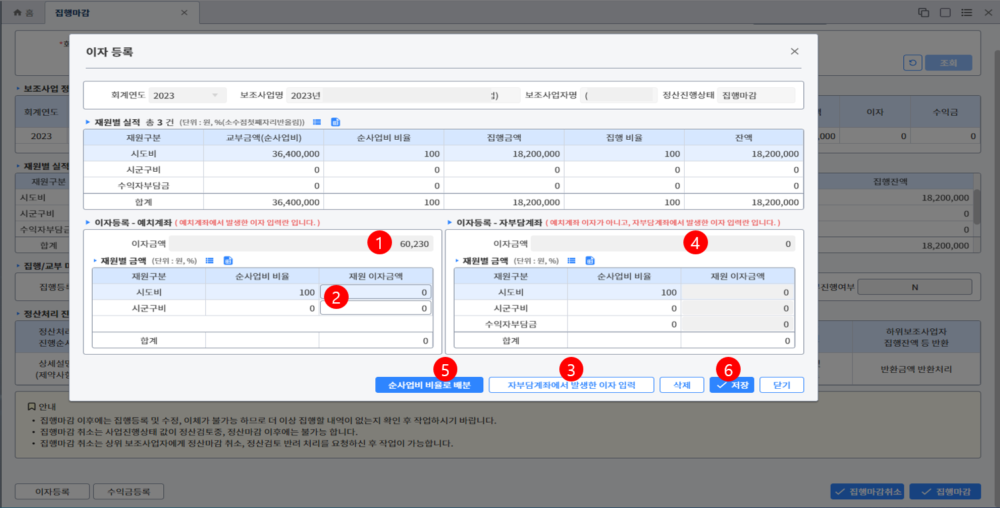 홈 집행마감
*회
조회
보조사업 정
회계연도 이자 수익금
2023 ,000 0 0
재원별 실적
재원구분 집행잔액
시도비 18,200,000
시군구비 0
수익자부담금 0
합계 18,200,000
집행/교부 마
집행등록 진행여부 N
정산처리 진
정산처리 하위보조사업자
진행순서 집행잔액 등 반환
상세설명
(제약사항 반환금액 반환처리
이자 등록
회계연도 2023 보조사업명 2023년 보조사업자명 ( 정산진행상태 집행마감
재원별 실적 총 3 건 (단위 : 원, %(소수점첫째자리반올림))
재원구분 교부금액(순사업비) 순사업비 비율 집행금액 집행 비율 잔액
시도비 36,400,000 100 18,200,000 100 18,200,000
시군구비 0 0 0 0 0
수익자부담금 0 0 0 0 0
합계 36,400,000 100 18,200,000 100 18,200,000
이자등록 - 예치계좌 ( 예치계좌에서 발생한 이자 입력란 입니다. )
이자금액 1 60,230
재원별 금액 (단위 : 원, %)
재원구분 순사업비 비율 재원 이자금액
시도비 100 2 0
시군구비 0 0
합계 0
이자등록 - 자부담계좌 ( 예치계좌 이자가 아니고, 자부담계좌에서 발생한 이자 입력란 입니다. )
이자금액 4 0
재원별 금액 (단위 : 원, %)
재원구분 순사업비 비율 재원 이자금액
시도비 100 0
시군구비 0 0
수익자부담금 0 0
합계 0
5 3 6
순사업비 비율로 배분 자부담계좌에서 발생한 이자 입력 삭제 저장 닫기
안내
• 집행마감 이후에는 집행등록 및 수정, 이체가 불가능 하므로 더 이상 집행할 내역이 없는지 확인 후 작업하시기 바랍니다.
• 집행마감 취소는 사업진행상태 값이 정산검토중, 정산마감 이후에는 불가능 합니다.
• 집행마감 취소는 상위 보조사업자에게 정산마감 취소, 정산검토 반려 처리를 요청하신 후 작업이 가능합니다.
이자등록 수익금등록 집행마감취소 집행마감